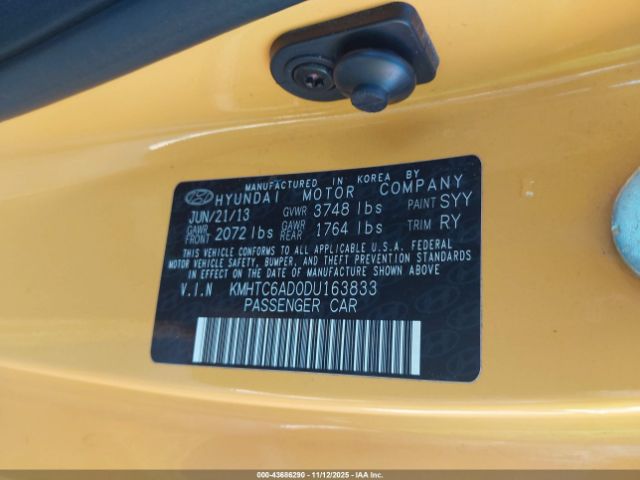 MANUFACTURED IN KOREA BY
HYUNDAI MOTOR COMPANY
JUN/21/13 GVWR 3748 lbs PAINT SYY
GAWR FRONT 2072 lbs GAWR REAR 1764 lbs TRIM RY
THIS VEHICLE CONFORMS TO ALL APPLICABLE U.S.A. FEDERAL
MOTOR VEHICLE SAFETY, BUMPER, AND THEFT PREVENTION STANDARDS
IN EFFECT ON THE DATE OF MANUFACTURE SHOWN ABOVE
V.I.N KMHTC6AD0DU163833
PASSENGER CAR
000-43686290 - 11/12/2025 - IAA Inc.